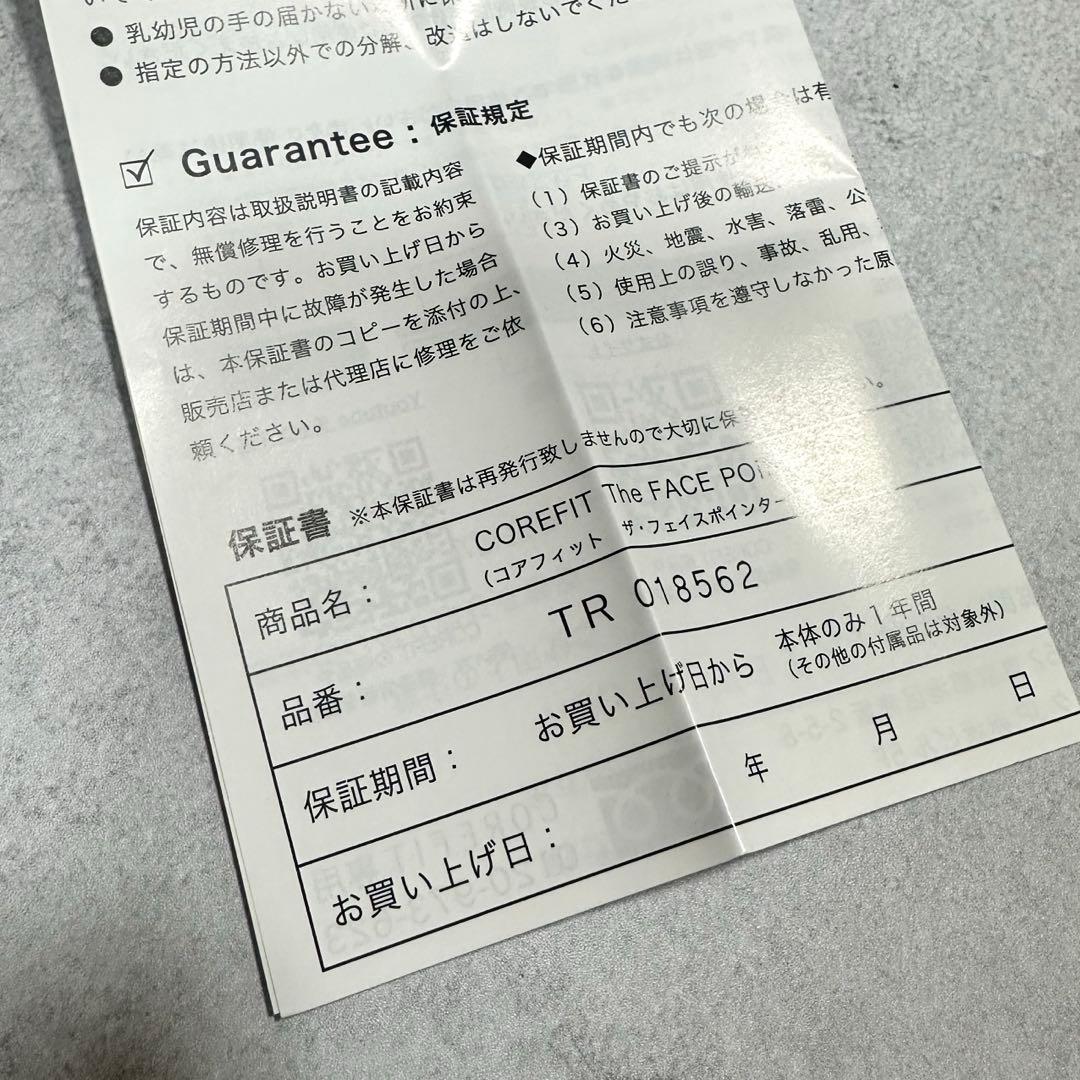 ● 乳幼児の手の届かない
● 指定の方法以外での分解、改造はしないでくだ
Guarantee：保証規定
保証内容は取扱説明書の記載内容
で、無償修理を行うことをお約束
するものです。お買い上げ日から
保証期間中に故障が発生した場合
は、本保証書のコピーを添付の上、
販売店または代理店に修理をご依
頼ください。
◆保証期間内でも次の場合は有
（1）保証書のご提示が
（3）お買い上げ後の輸送
（4）火災、地震、水害、落雷、公
（5）使用上の誤り、事故、乱用、
（6）注意事項を遵守しなかった原
い。
保証書 ※本保証書は再発行致しませんので大切に保
商品名： COREFIT The FACE POI
（コアフィット ザ・フェイスポインター
品番： TR 018562
保証期間： お買い上げ日から 本体のみ1年間
（その他の付属品は対象外）
お買い上げ日： 年 月 日